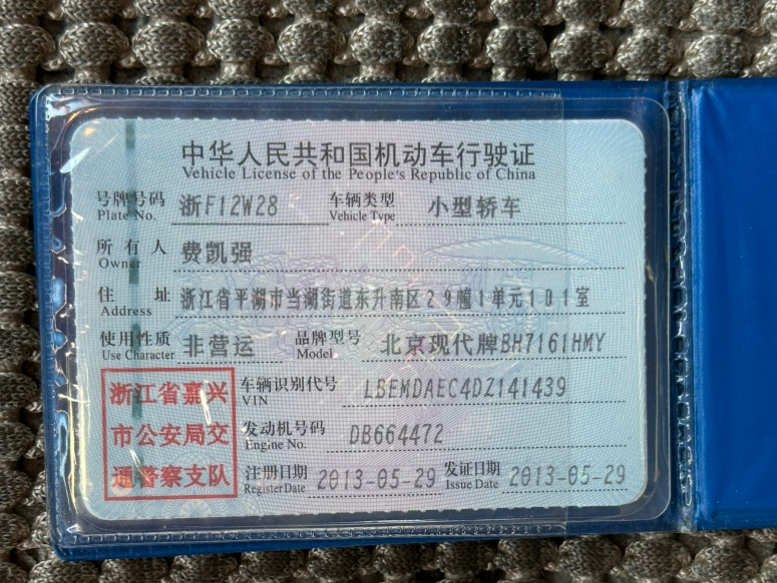 中华人民共和国机动车行驶证
Vehicle License of the People's Republic of China
号牌号码 浙F12W28 车辆类型 小型轿车
Plate No. Vehicle Type
所有人 费凯强
Owner
住址 浙江省平湖市当湖街道东升南区29幢1单元101室
Address
使用性质 非营运 品牌型号 北京现代牌BH7161HMY
Use Character Model
浙江省嘉兴 车辆识别代号 LBEMDAEC4DZ141439
VIN
市公安局交 发动机号码 DB664472
Engine No.
通警察支队 注册日期 2013-05-29 发证日期 2013-05-29
Register Date Issue Date